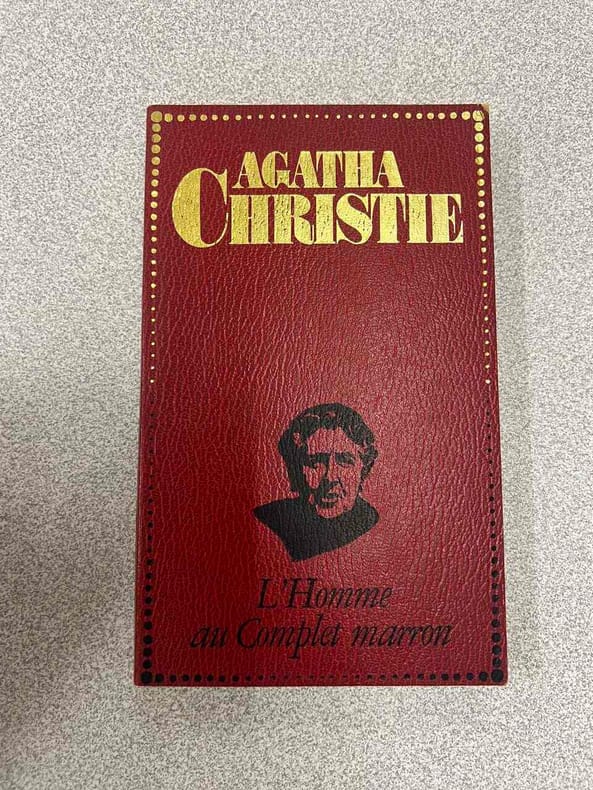 AGATHA
CHRISTIE
L'Homme
au Complet marron